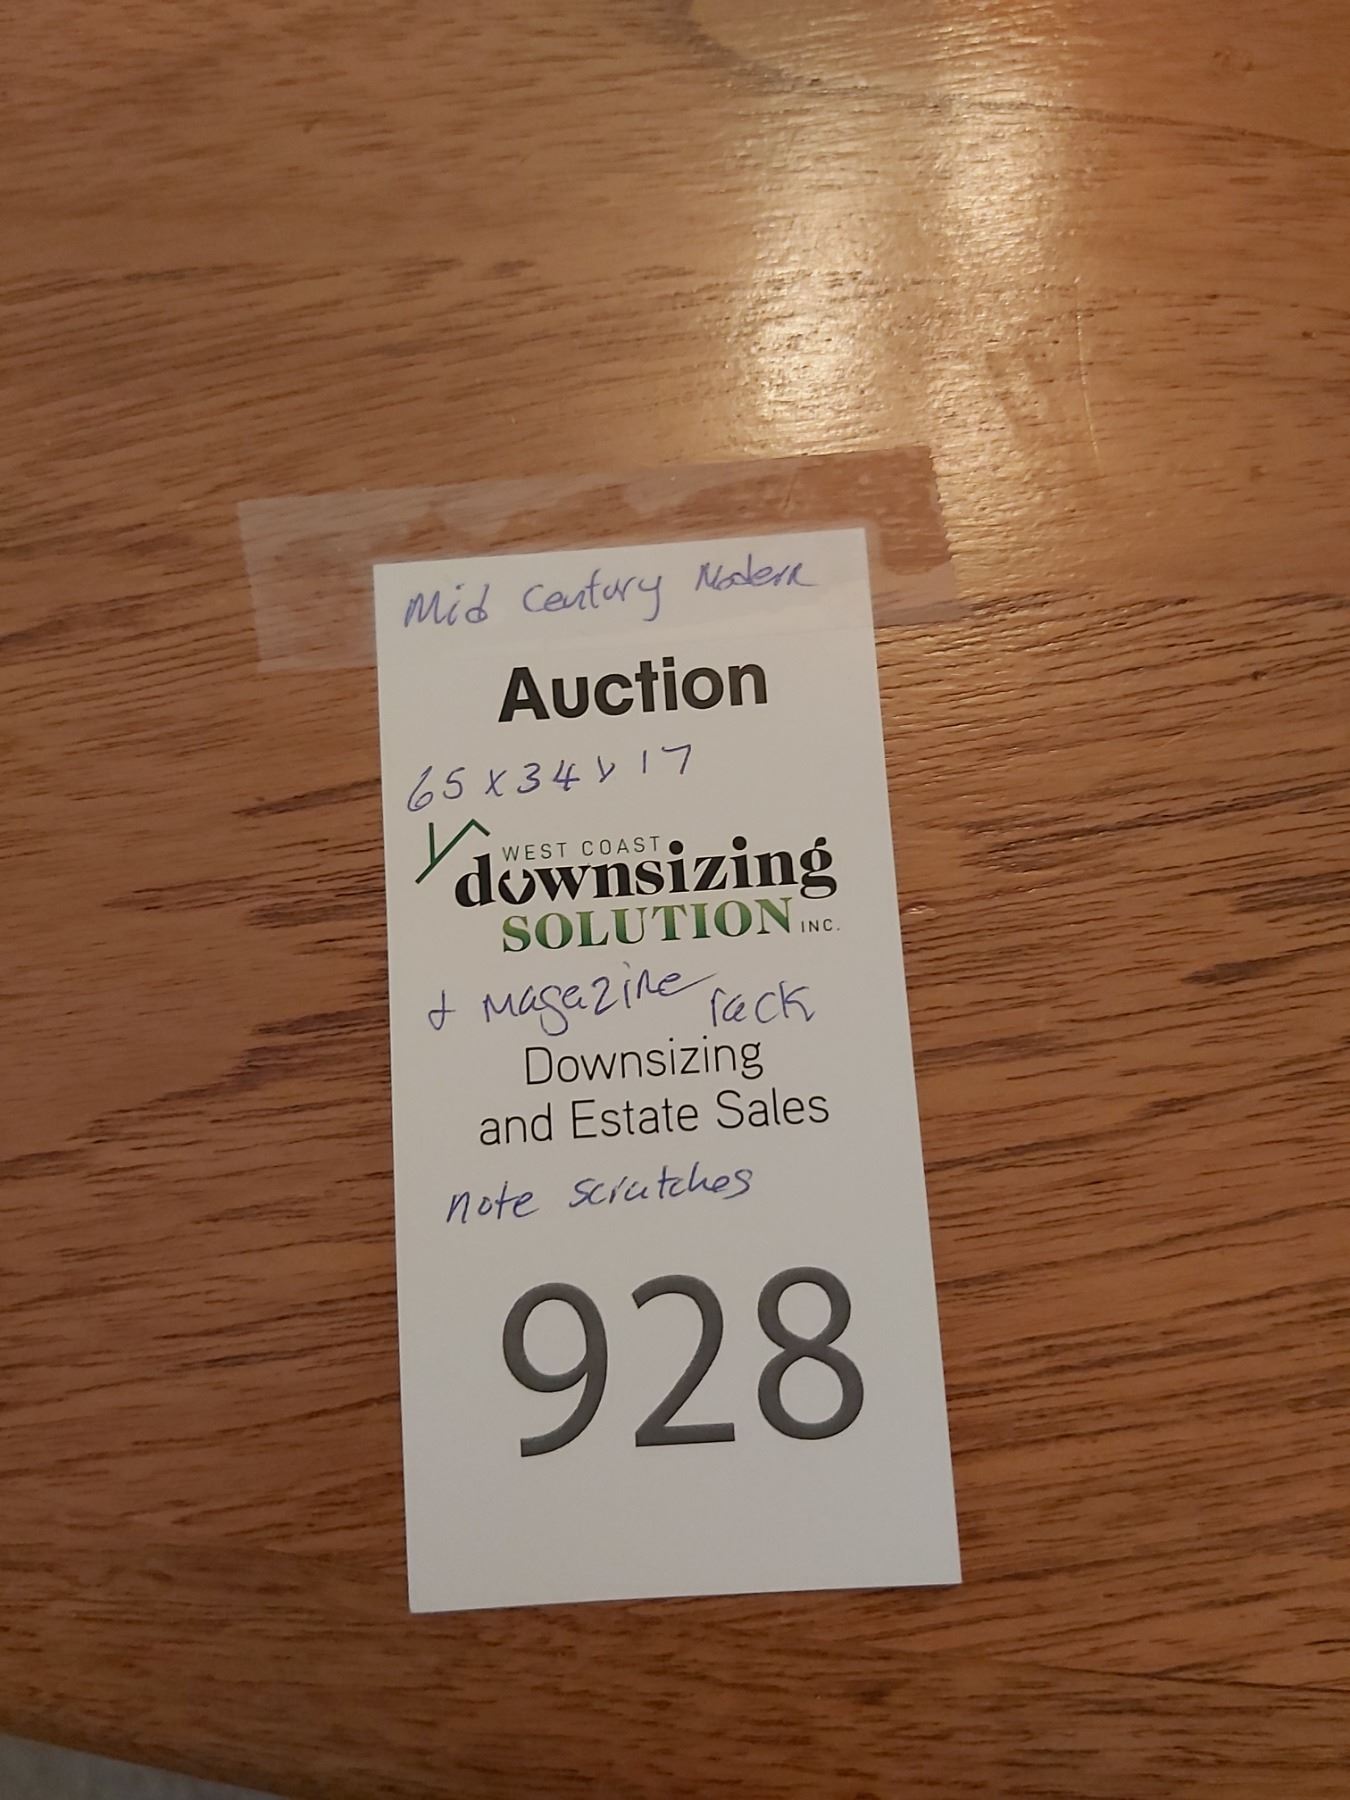 Mid Century Modern
Auction
65 x 34 x 17
WEST COAST
downsizing
SOLUTION INC.
& Magazine rack
Downsizing
and Estate Sales
note scratches
928